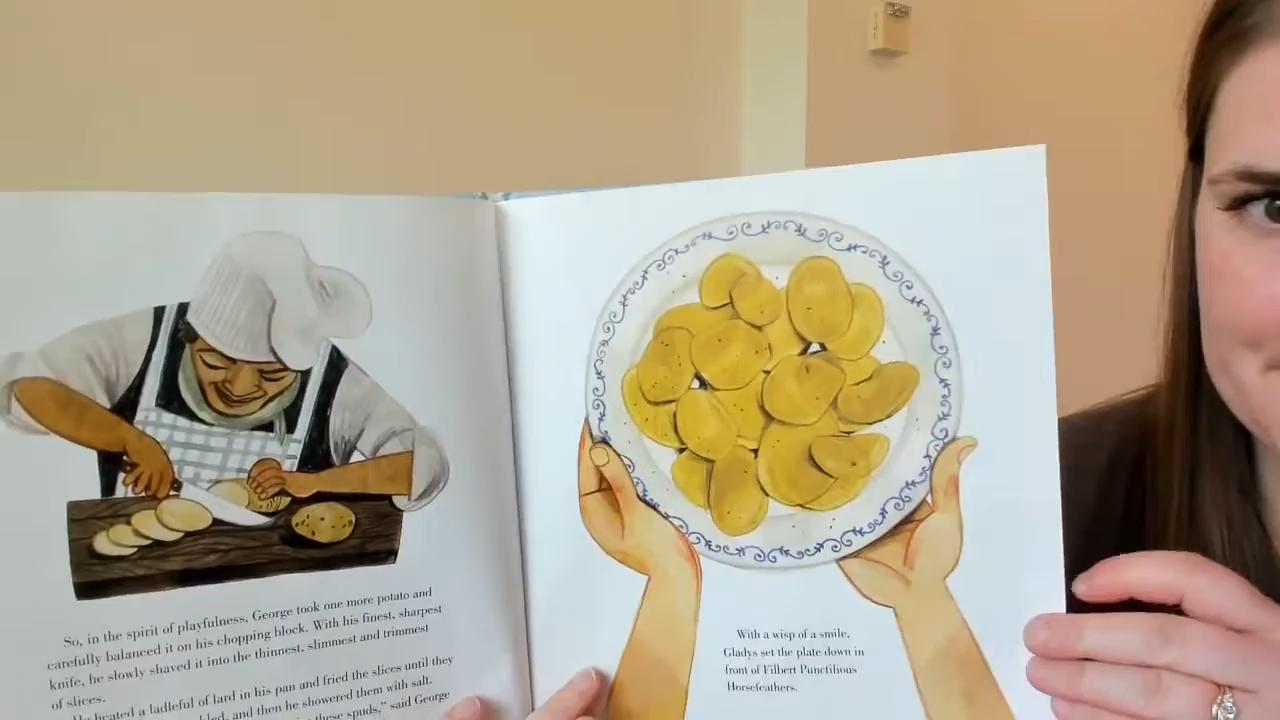 So, in the spirit of playfulness, George took one more potato and
carefully balanced it on his chopping block. With his finest, sharpest
knife, he slowly shaved it into the thinnest, slimmest and trimmest
of slices.
He heated a ladleful of lard in his pan and fried the slices until they
and then he showered them with salt.
these spuds," said George
With a wisp of a smile,
Gladys set the plate down in
front of Filbert Punctilious
Horsefeathers.